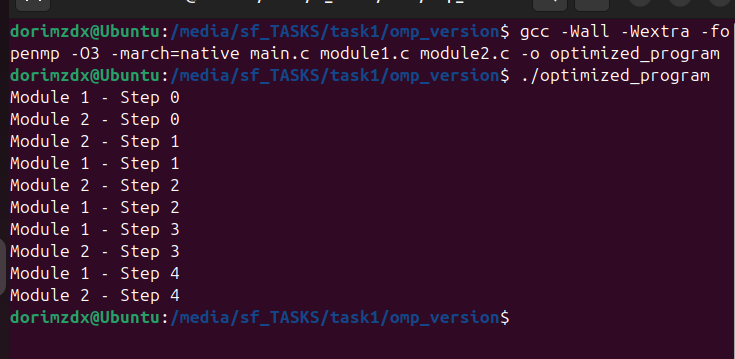 dorimzdx@Ubuntu:/media/sf_TASKS/task1/omp_version$ gcc -Wall -Wextra -fo
penmp -O3 -march=native main.c module1.c module2.c -o optimized_program
dorimzdx@Ubuntu:/media/sf_TASKS/task1/omp_version$ ./optimized_program
Module 1 - Step 0
Module 2 - Step 0
Module 2 - Step 1
Module 1 - Step 1
Module 2 - Step 2
Module 1 - Step 2
Module 1 - Step 3
Module 2 - Step 3
Module 1 - Step 4
Module 2 - Step 4
dorimzdx@Ubuntu:/media/sf_TASKS/task1/omp_version$